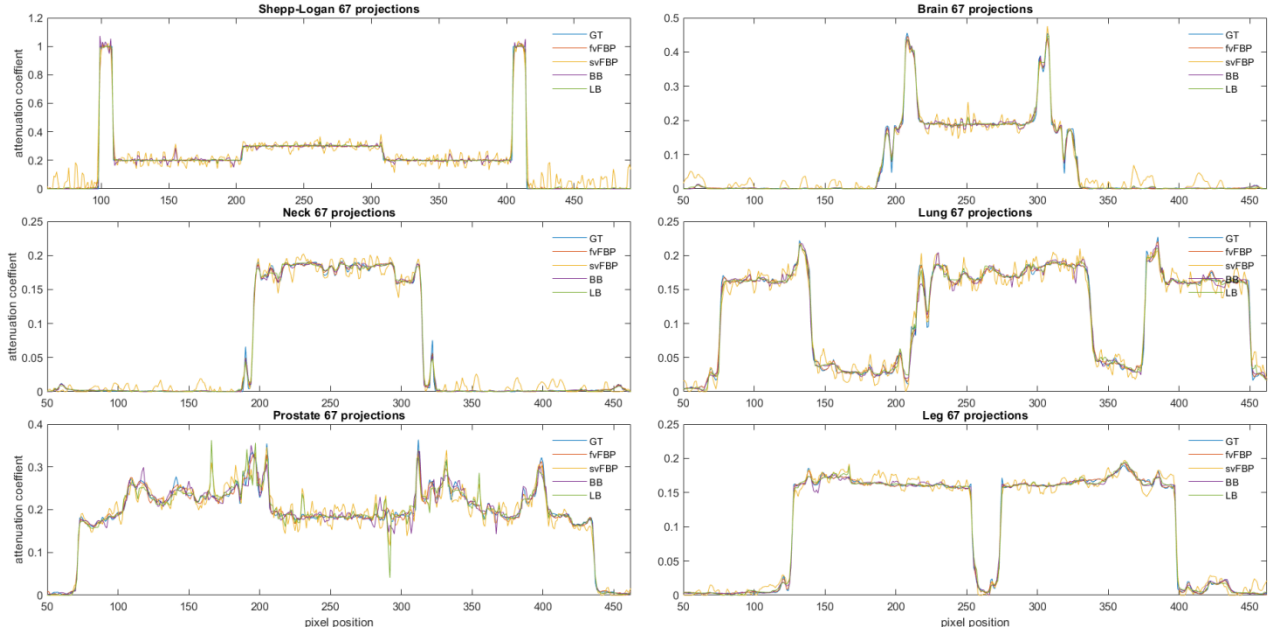 Shepp-Logan 67 projections
1.2
1
0.8
0.6
0.4
0.2
0
attenuation coeffient
100 150 200 250 300 350 400 450
GT
fvFBP
svFBP
BB
LB
Brain 67 projections
0.5
0.4
0.3
0.2
0.1
0
50 100 150 200 250 300 350 400 450
GT
fvFBP
svFBP
BB
LB
Neck 67 projections
0.25
0.2
0.15
0.1
0.05
0
attenuation coeffient
50 100 150 200 250 300 350 400 450
GT
fvFBP
svFBP
BB
LB
Lung 67 projections
0.25
0.2
0.15
0.1
0.05
0
50 100 150 200 250 300 350 400 450
GT
fvFBP
svFBP
BB
LB
Prostate 67 projections
0.4
0.3
0.2
0.1
0
attenuation coeffient
50 100 150 200 250 300 350 400 450
pixel position
GT
fvFBP
svFBP
BB
LB
Leg 67 projections
0.25
0.2
0.15
0.1
0.05
0
50 100 150 200 250 300 350 400 450
pixel position
GT
fvFBP
svFBP
BB
LB